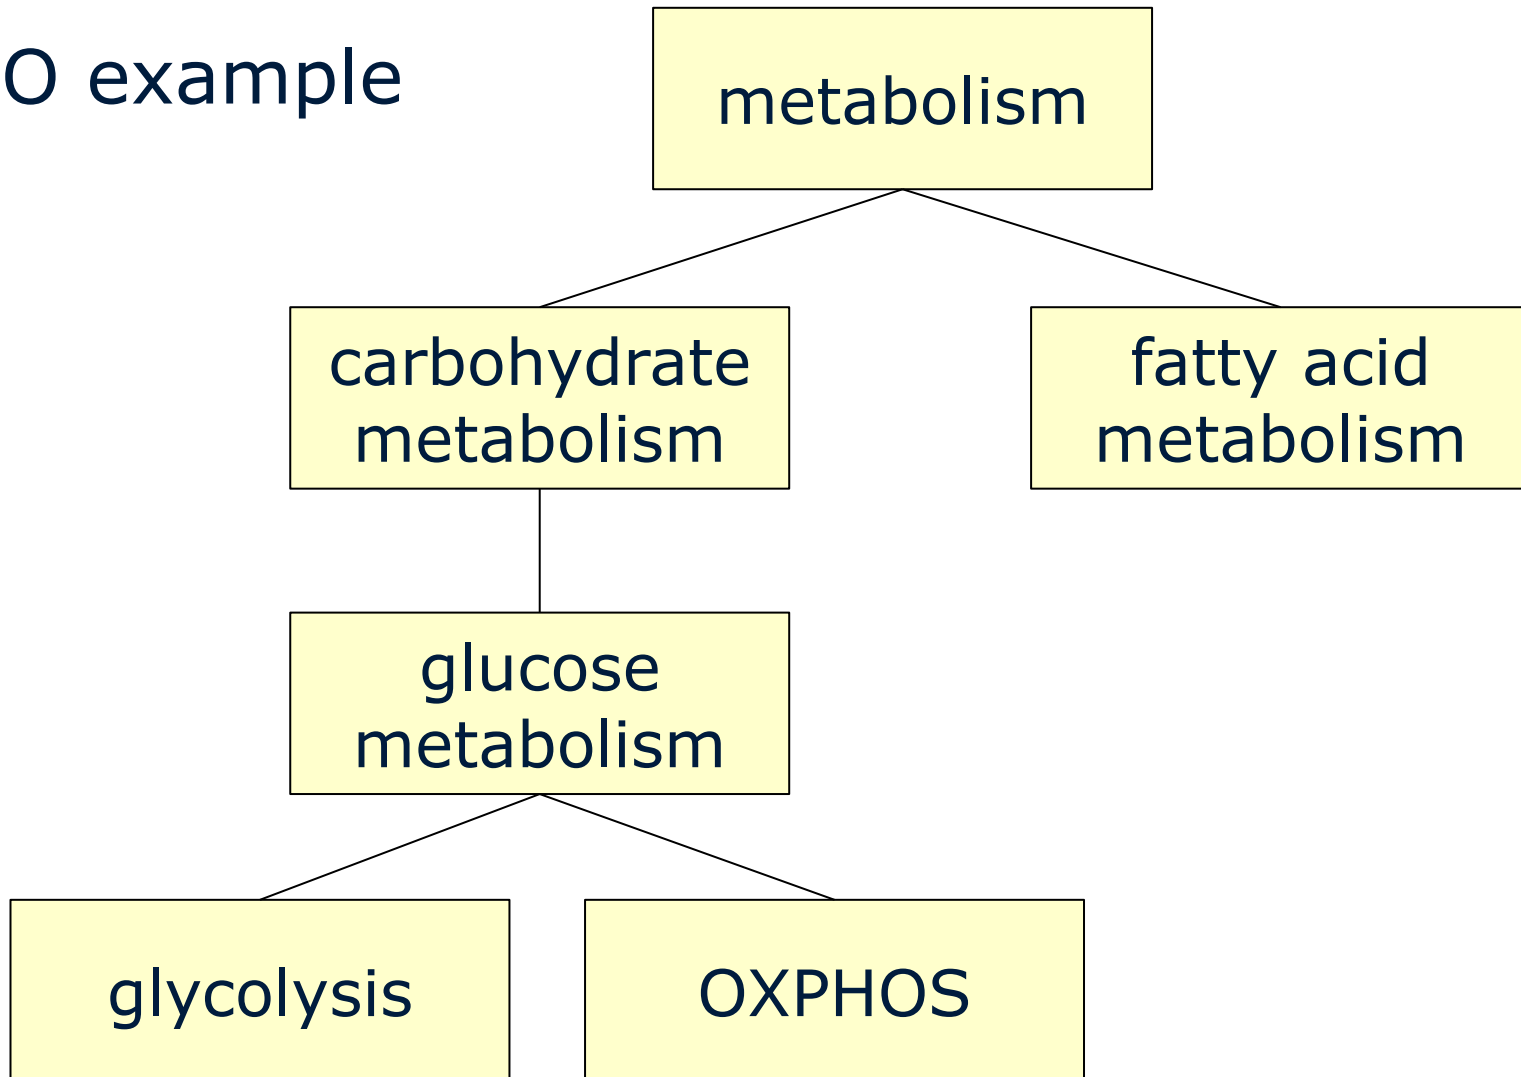 O example
metabolism
carbohydrate
metabolism
fatty acid
metabolism
glucose
metabolism
glycolysis
OXPHOS